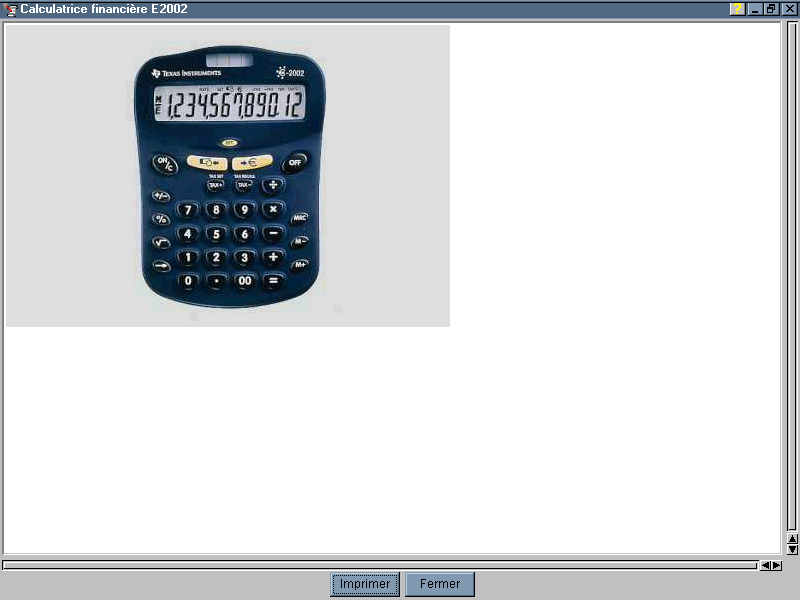 Calculatrice financière E2002
?
TEXAS INSTRUMENTS
E-2002
M
E
1,234,567,890.12
SET
ON/C
OFF
TAX SET
TAX RECALL
TAX+
TAX-
÷
+/-
7
8
9
×
MRC
%
4
5
6
−
M-
√
1
2
3
+
M+
→
0
.
00
=
Imprimer
Fermer